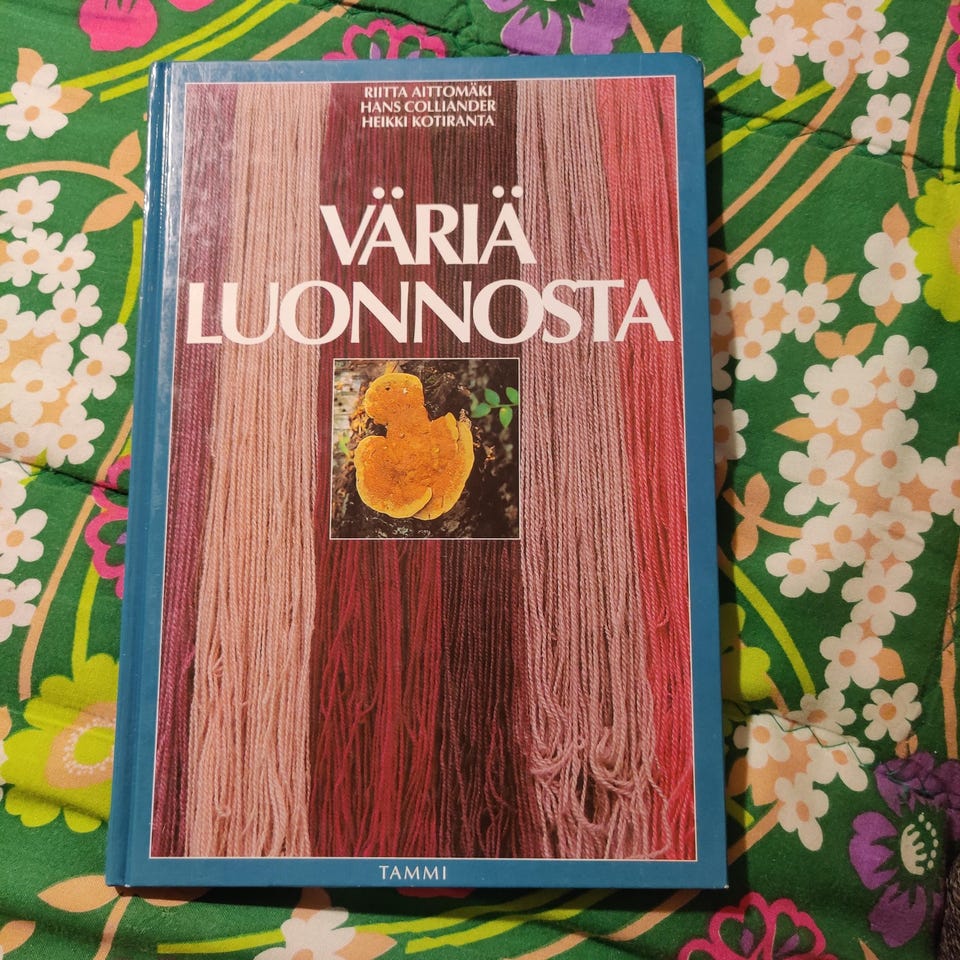 RIITTA AITTOMÄKI
HANS COLLIANDER
HEIKKI KOTIRANTA
VÄRIÄ
LUONNOSTA
TAMMI